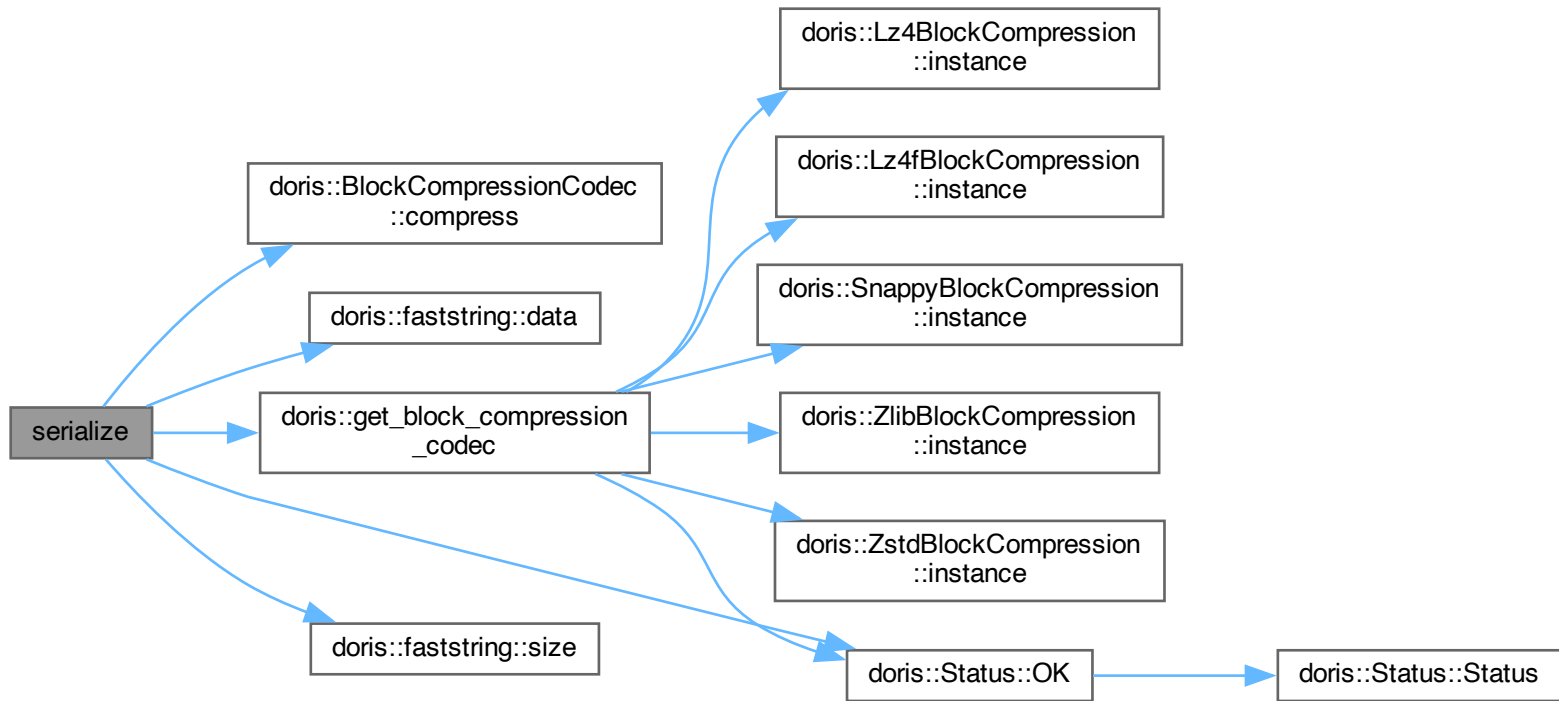 doris::Lz4BlockCompression
::instance
doris::Lz4fBlockCompression
::instance
doris::BlockCompressionCodec
::compress
doris::SnappyBlockCompression
::instance
doris::faststring::data
serialize
doris::get_block_compression
_codec
doris::ZlibBlockCompression
::instance
doris::ZstdBlockCompression
::instance
doris::faststring::size
doris::Status::OK
doris::Status::Status